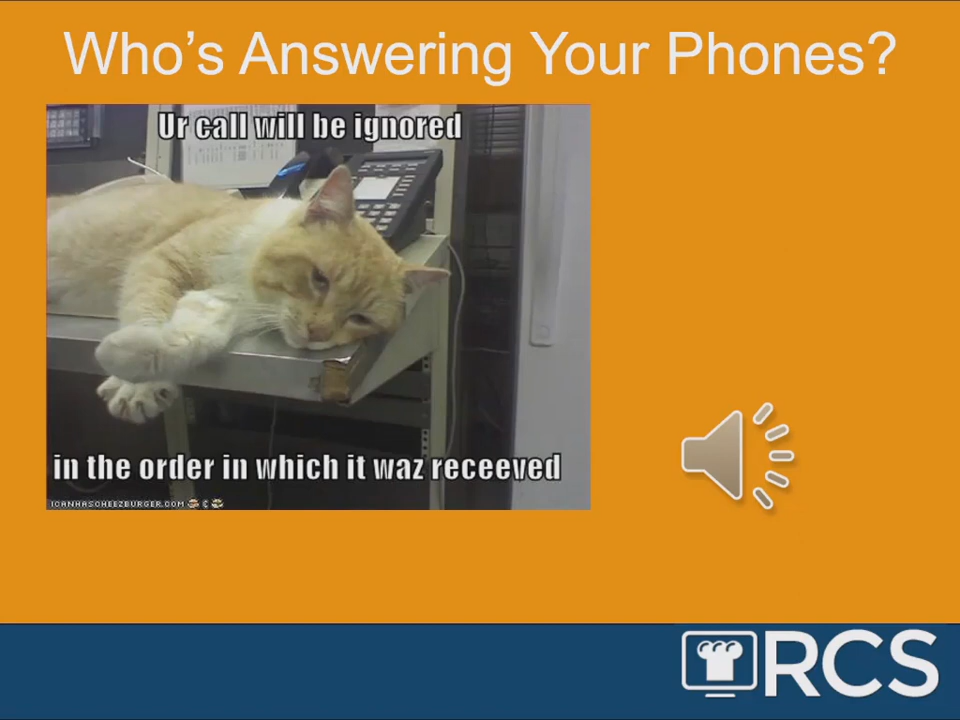 Who's Answering Your Phones?
Ur call will be ignored
in the order in which it waz receeved
ICANHASCHEEZBURGER.COM
RCS